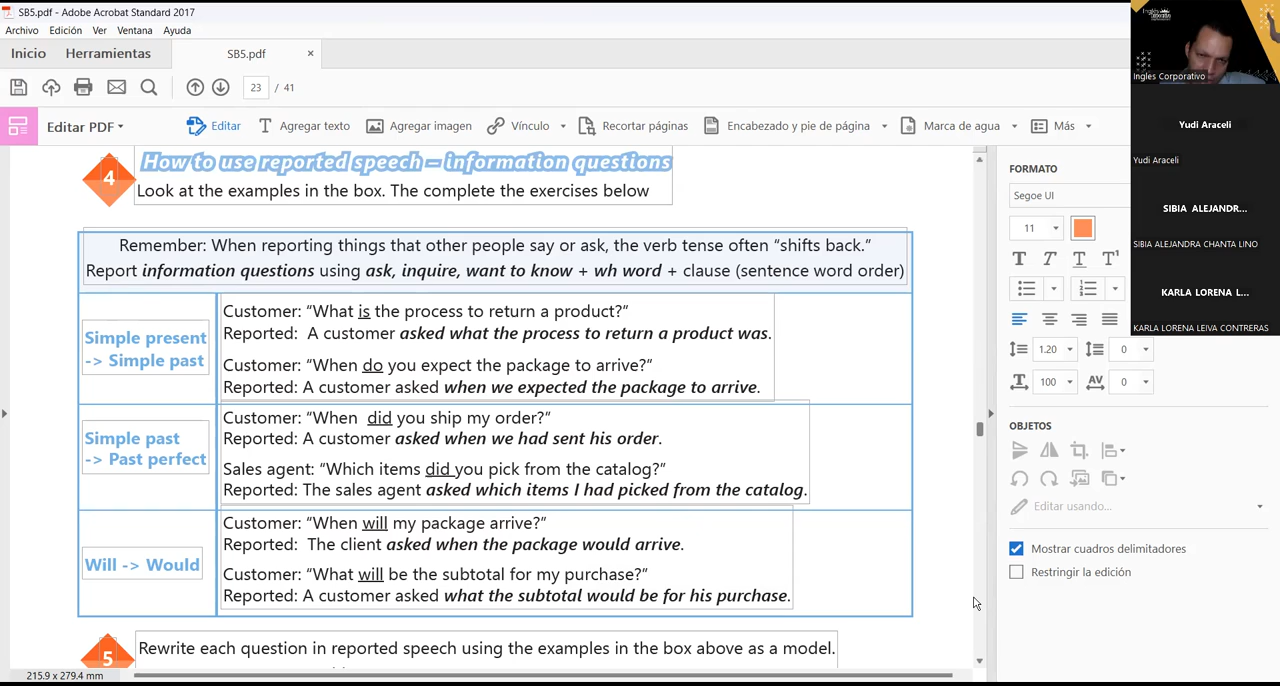 SB5.pdf - Adobe Acrobat Standard 2017
Archivo Edición Ver Ventana Ayuda
Inicio Herramientas SB5.pdf ×
23 / 41
Editar PDF Editar Agregar texto Agregar imagen Vínculo Recortar páginas Encabezado y pie de página Marca de agua Más
4
How to use reported speech – information questions
Look at the examples in the box. The complete the exercises below
Remember: When reporting things that other people say or ask, the verb tense often “shifts back.”
Report information questions using ask, inquire, want to know + wh word + clause (sentence word order)
Simple present
-> Simple past
Customer: “What is the process to return a product?”
Reported: A customer asked what the process to return a product was.
Customer: “When do you expect the package to arrive?”
Reported: A customer asked when we expected the package to arrive.
Simple past
-> Past perfect
Customer: “When did you ship my order?”
Reported: A customer asked when we had sent his order.
Sales agent: “Which items did you pick from the catalog?”
Reported: The sales agent asked which items I had picked from the catalog.
Will -> Would
Customer: “When will my package arrive?”
Reported: The client asked when the package would arrive.
Customer: “What will be the subtotal for my purchase?”
Reported: A customer asked what the subtotal would be for his purchase.
5
Rewrite each question in reported speech using the examples in the box above as a model.
215.9 x 279.4 mm
FORMATO
Segoe UI
11
T T T T¹
1.20 0
100 AV 0
OBJETOS
Editar usando...
Mostrar cuadros delimitadores
Restringir la edición
Inglés
Ingles Corporativo
Yudi Araceli
Yudi Araceli
SIBIA ALEJANDR...
SIBIA ALEJANDRA CHANTA LINO
KARLA LORENA L...
KARLA LORENA LEIVA CONTRERAS